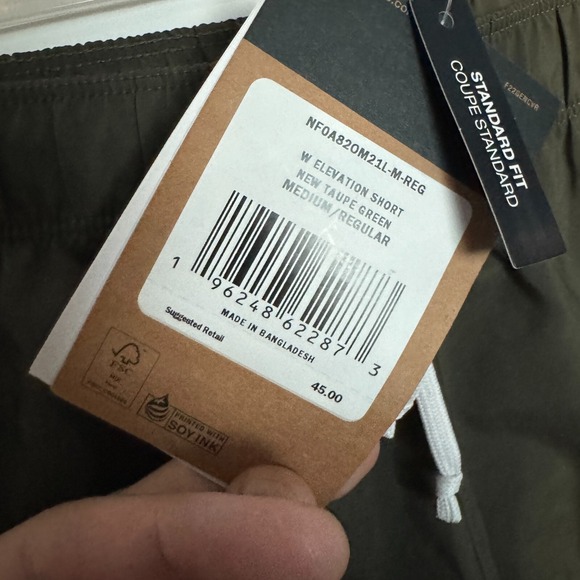 STANDARD FIT
COUPE STANDARD
F22GENCYR
NF0A82OM21L-M-REG
W ELEVATION SHORT
NEW TAUPE GREEN
MEDIUM/REGULAR
1 96248 62287 3
MADE IN BANGLADESH
Suggested Retail
45.00
FSC
PRINTED WITH
SOY INK